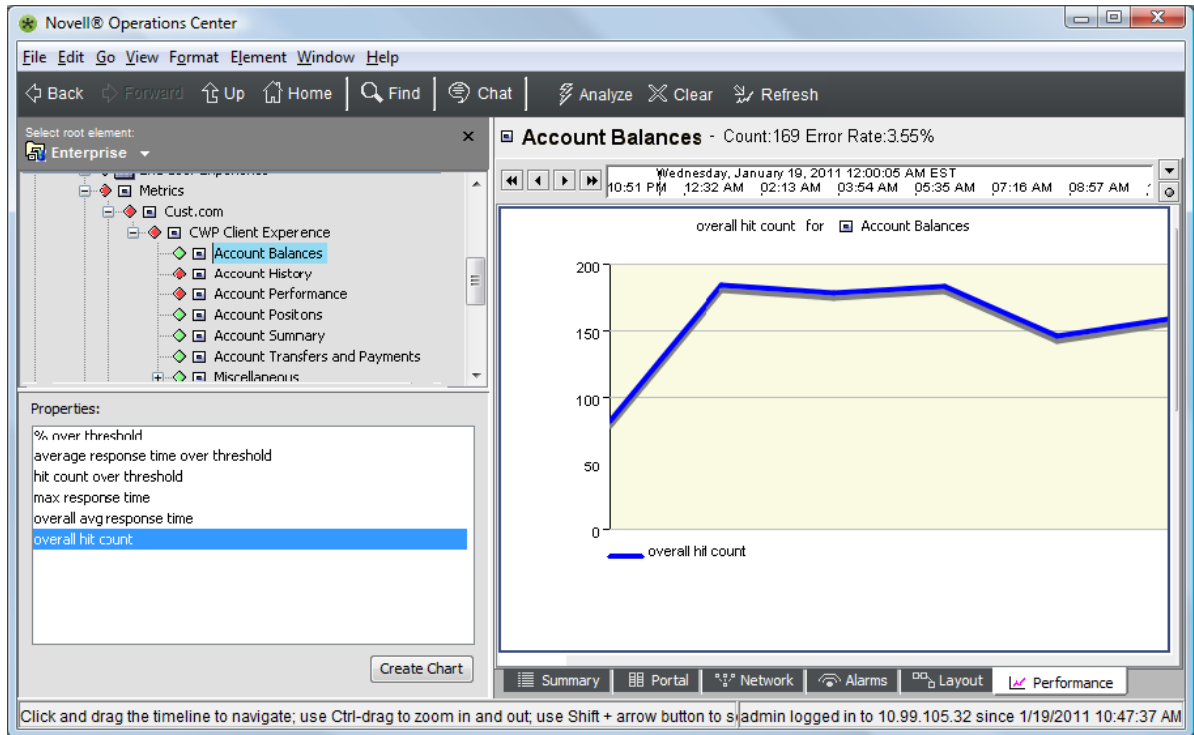 Novell® Operations Center
File Edit Go View Format Element Window Help
Back Forward Up Home Find Chat Analyze Clear Refresh
Select root element:
Enterprise
Metrics
Cust.com
CWP Client Experence
Account Balances
Account History
Account Performance
Account Positons
Account Summary
Account Transfers and Payments
Miscellaneous
Properties:
% over threshold
average response time over threshold
hit count over threshold
max response time
overall avg response time
overall hit count
Create Chart
Account Balances - Count:169 Error Rate:3.55%
Wednesday, January 19, 2011 12:00:05 AM EST
10:51 PM 12:32 AM 02:13 AM 03:54 AM 05:35 AM 07:16 AM 08:57 AM
overall hit count for Account Balances
200
150
100
50
0
overall hit count
Summary Portal Network Alarms Layout Performance
Click and drag the timeline to navigate; use Ctrl-drag to zoom in and out; use Shift + arrow button to s
admin logged in to 10.99.105.32 since 1/19/2011 10:47:37 AM